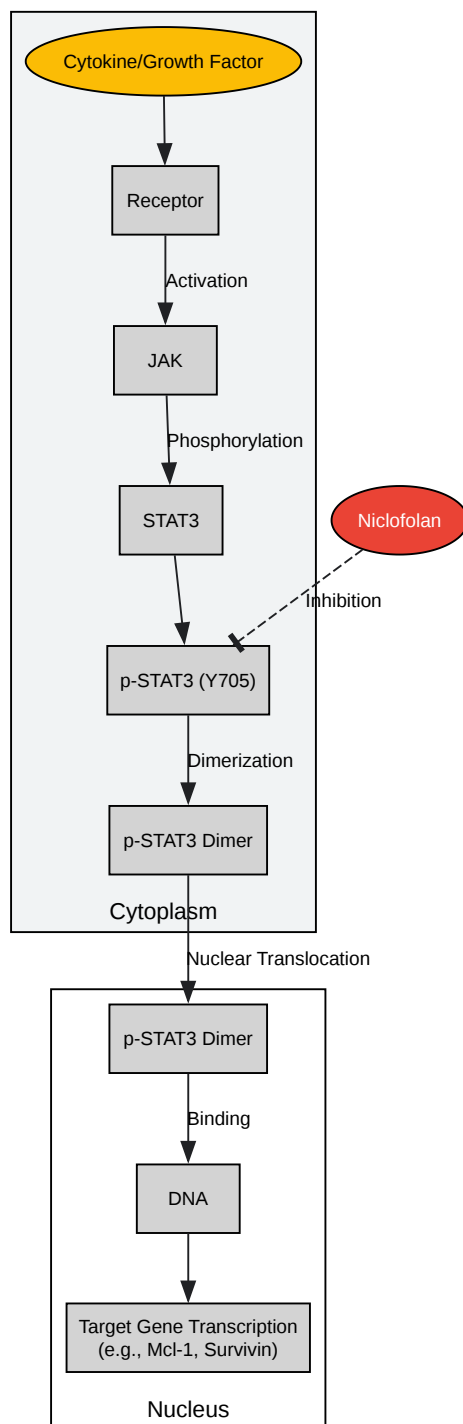 Cytokine/Growth Factor
Receptor
Activation
JAK
Phosphorylation
STAT3
Niclofolan
Inhibition
p-STAT3 (Y705)
Dimerization
p-STAT3 Dimer
Cytoplasm
Nuclear Translocation
p-STAT3 Dimer
Binding
DNA
Target Gene Transcription
(e.g., Mcl-1, Survivin)
Nucleus